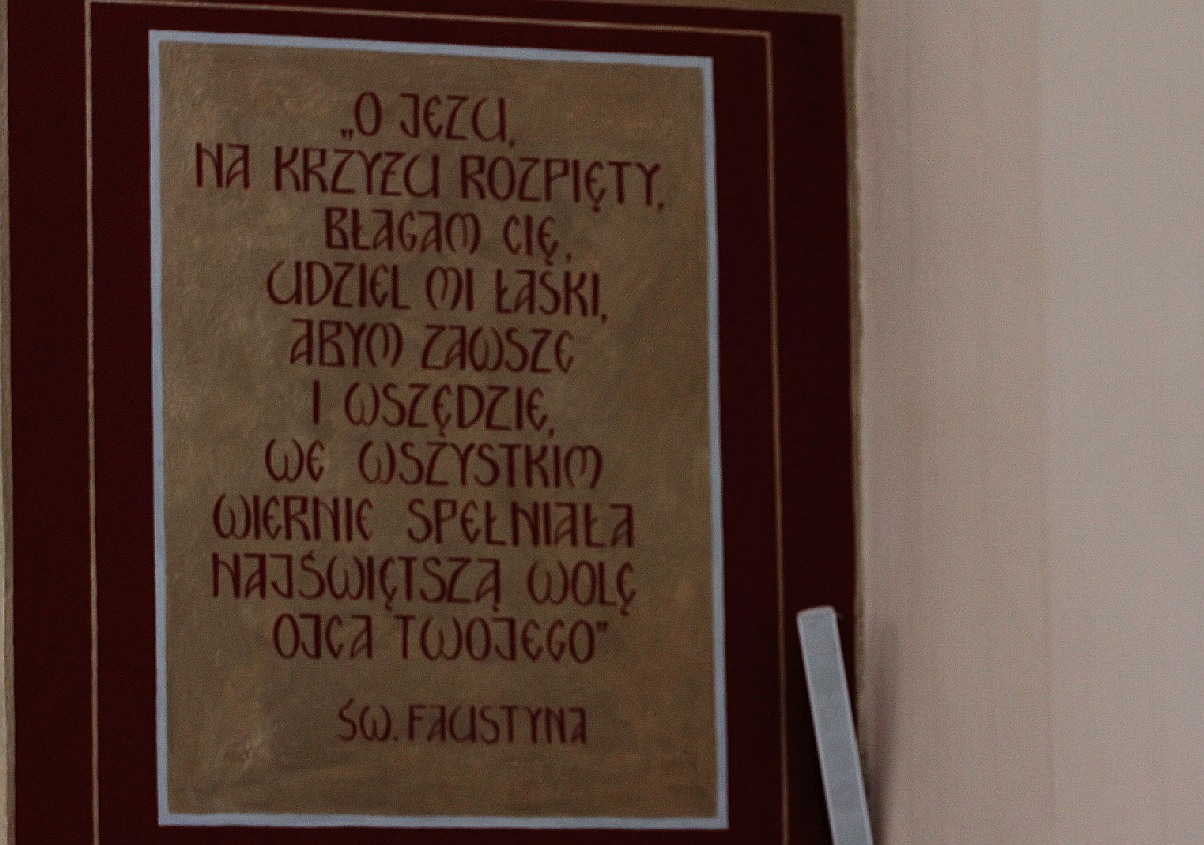 „O JEZU,
NA KRZYŻU ROZPIĘTY,
BŁAGAM CIĘ,
UDZIEL MI ŁASKI,
ABYM ZAWSZE
I WSZĘDZIE,
WE WSZYSTKIM
WIERNIE SPEŁNIAŁA
NAJŚWIĘTSZĄ WOLĘ
OJCA TWOJEGO”
ŚW. FAUSTYNA